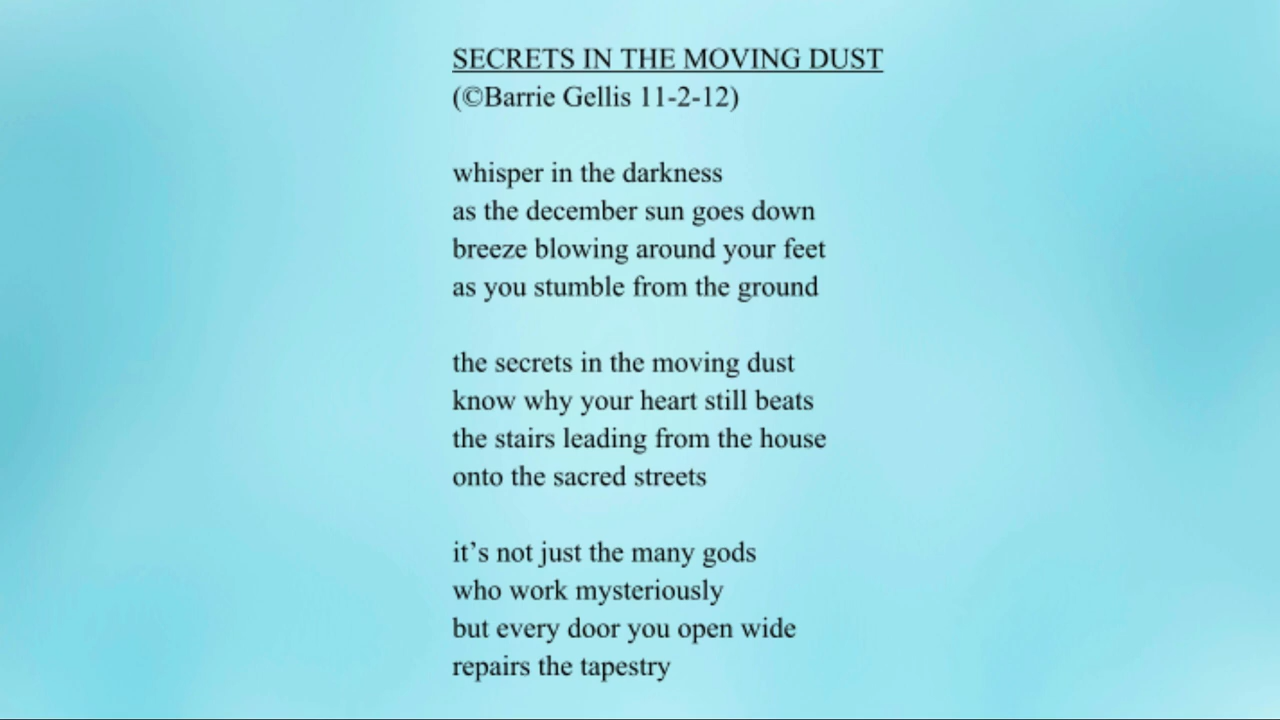 SECRETS IN THE MOVING DUST
(©Barrie Gellis 11-2-12)
whisper in the darkness
as the december sun goes down
breeze blowing around your feet
as you stumble from the ground
the secrets in the moving dust
know why your heart still beats
the stairs leading from the house
onto the sacred streets
it’s not just the many gods
who work mysteriously
but every door you open wide
repairs the tapestry